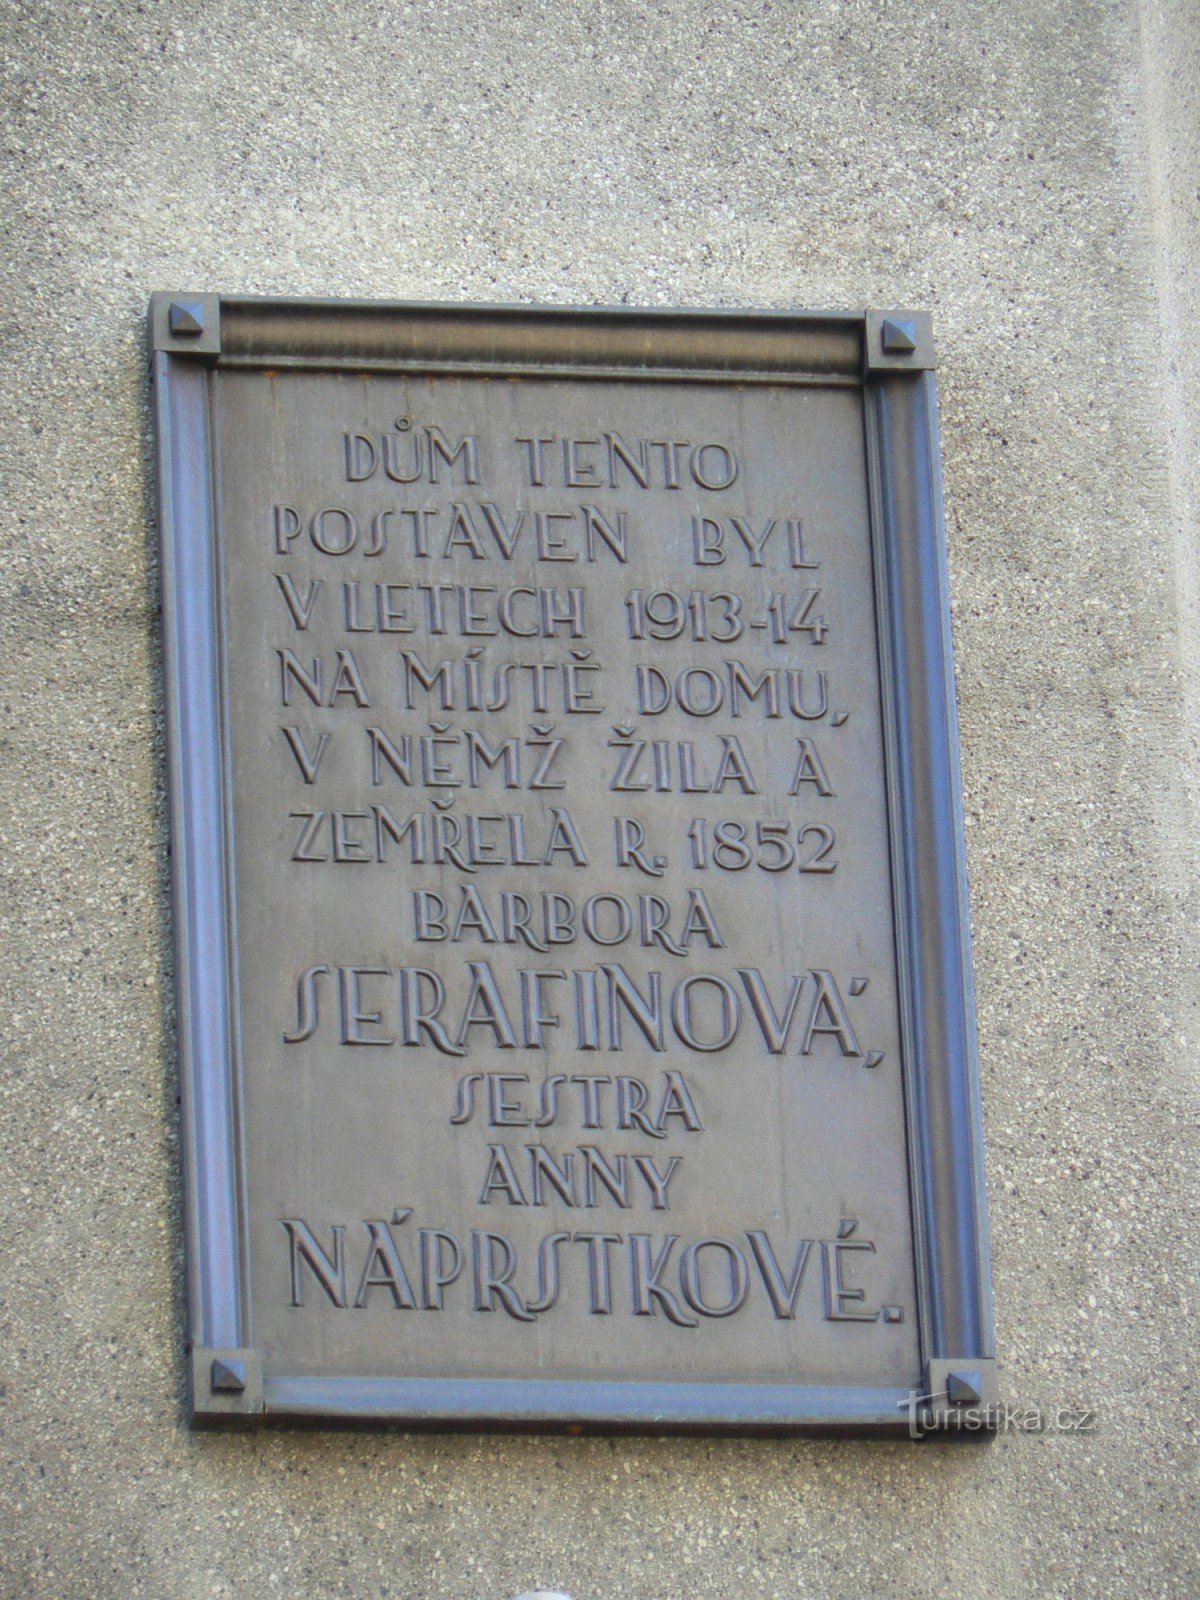 DŮM TENTO
POSTAVEN BYL
V LETECH 1913-14
NA MÍSTĚ DOMU,
V NĚMŽ ŽILA A
ZEMŘELA R. 1852
BARBORA
SERAFINOVÁ,
SESTRA
ANNY
NÁPRSTKOVÉ.
Turistika.cz